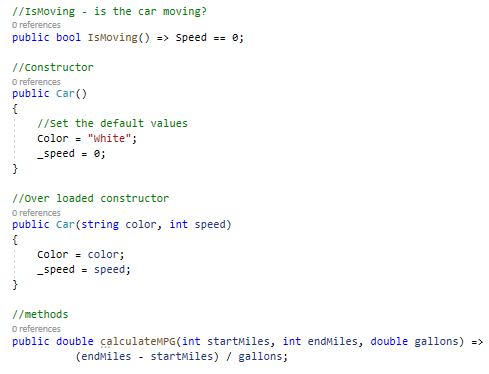 //IsMoving - is the car moving?
0 references
public bool IsMoving() => Speed == 0;
//Constructor
0 references
public Car()
{
//Set the default values
Color = "White";
_speed = 0;
}
//Over loaded constructor
0 references
public Car(string color, int speed)
{
Color = color;
_speed = speed;
}
//methods
0 references
public double calculateMPG(int startMiles, int endMiles, double gallons) =>
(endMiles - startMiles) / gallons;